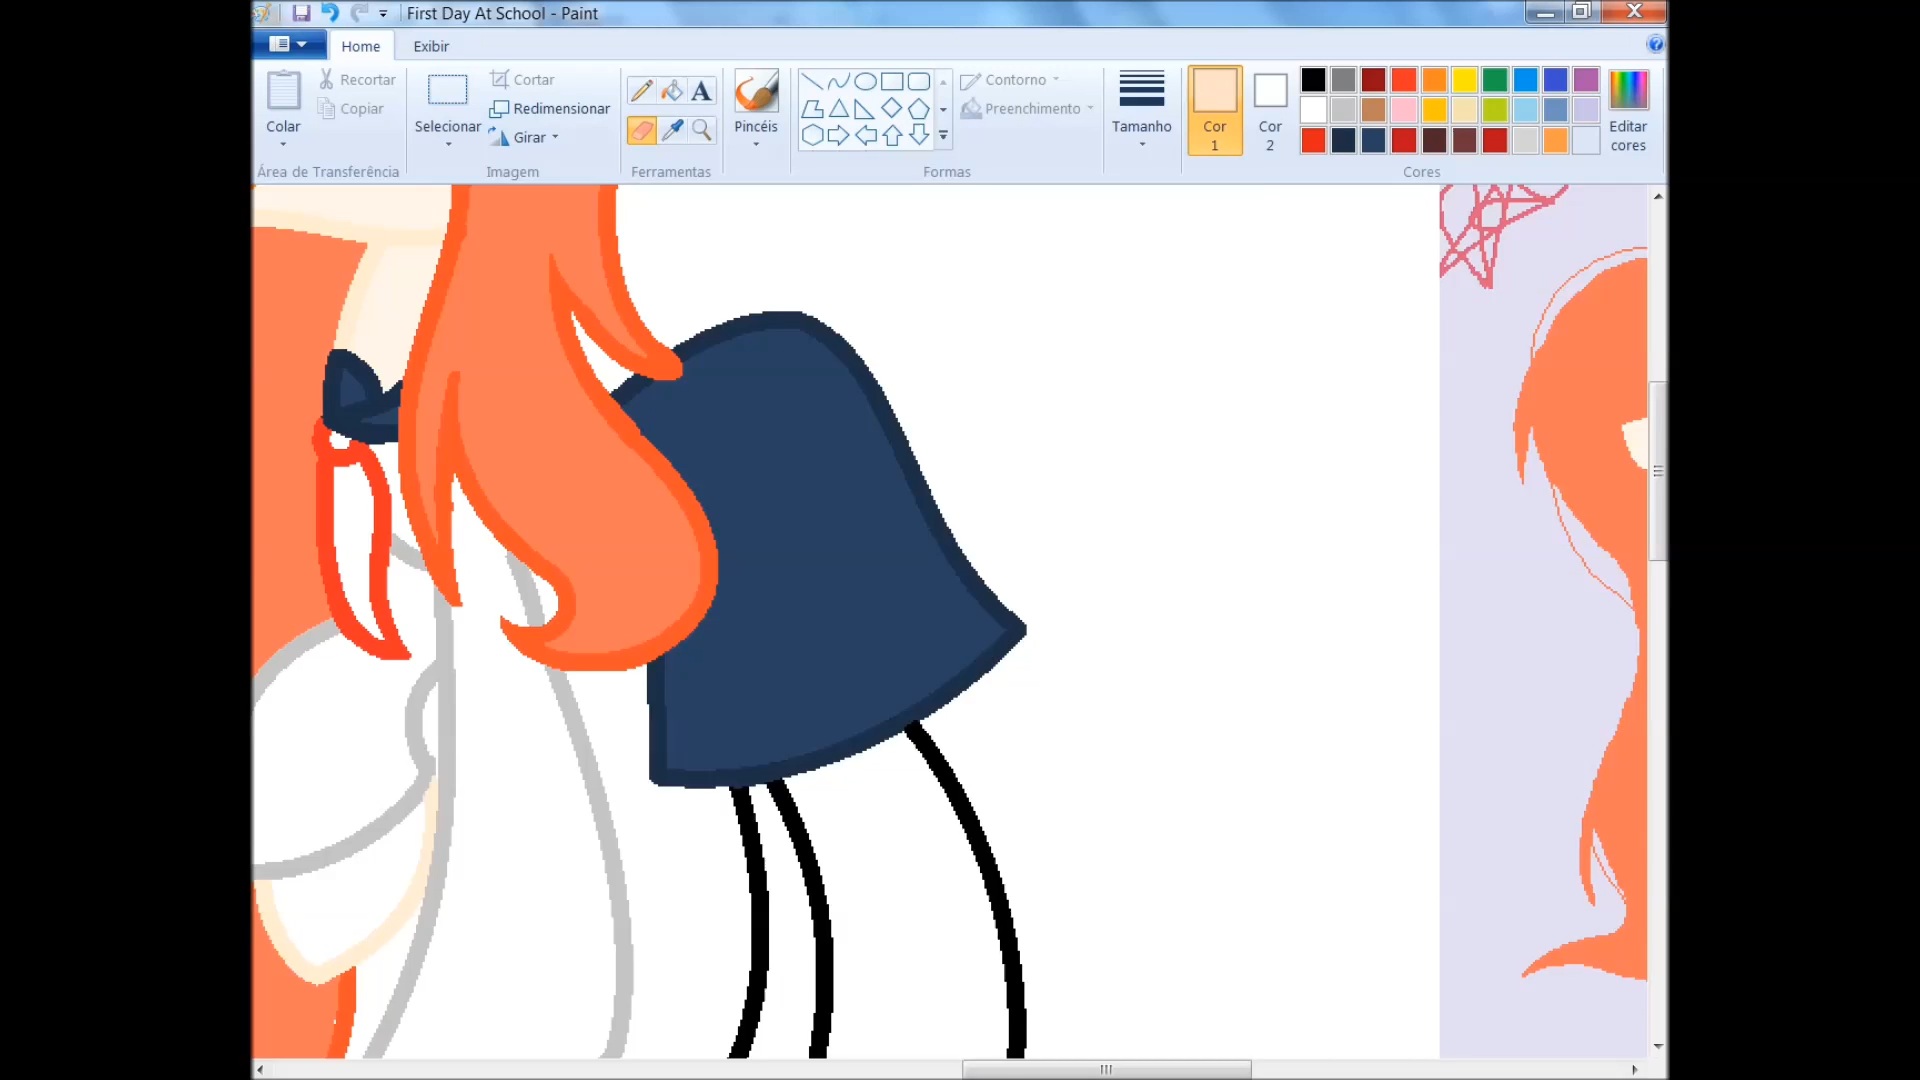 First Day At School - Paint
Home Exibir
Recortar
Copiar
Colar
Área de Transferência
Selecionar
Cortar
Redimensionar
Girar
Imagem
A
Ferramentas
Pincéis
Contorno
Preenchimento
Formas
Tamanho
Cor
1
Cor
2
Editar
cores
Cores